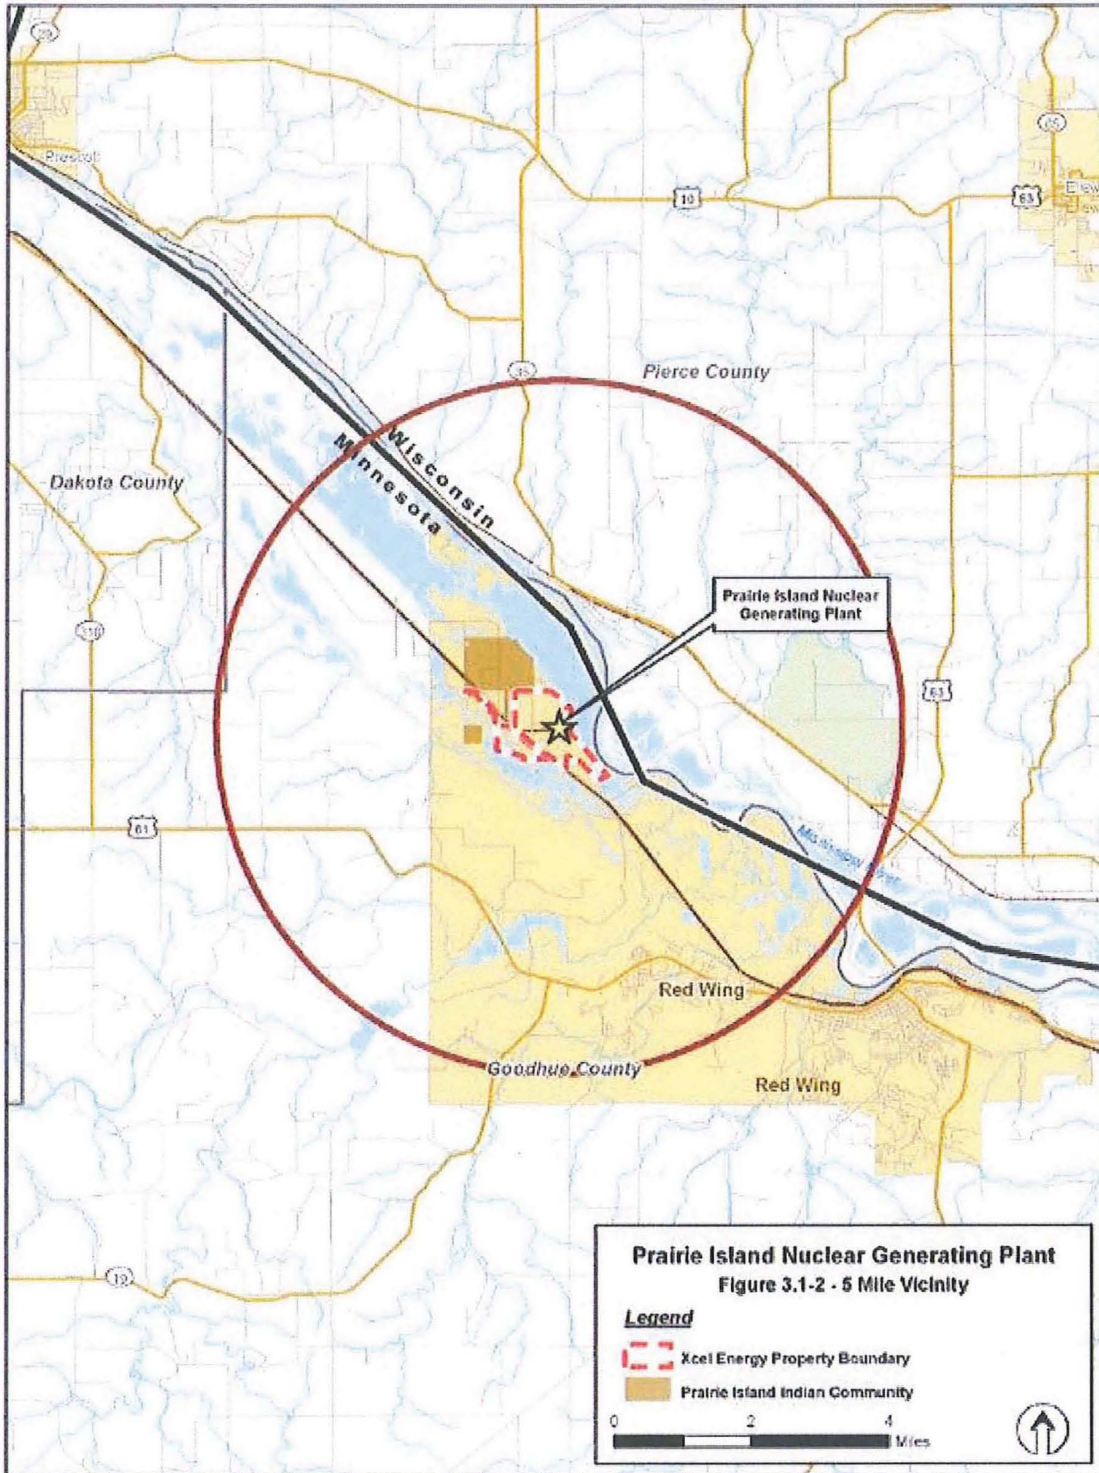 29
Prescott
65
10
63
35
Pierce County
Wisconsin
Minnesota
Dakota County
Prairie Island Nuclear
Generating Plant
316
63
61
Mississippi River
Red Wing
Goodhue County
Red Wing
19
Prairie Island Nuclear Generating Plant
Figure 3.1-2 - 5 Mile Vicinity
Legend
Xcel Energy Property Boundary
Prairie Island Indian Community
0 2 4
Miles